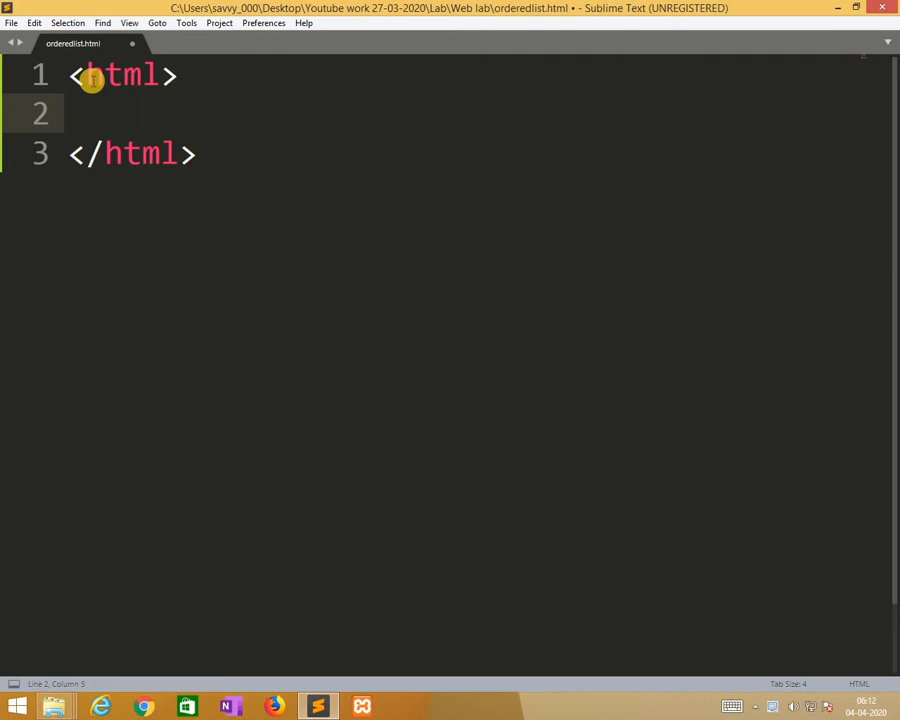 C:\Users\savvy_000\Desktop\Youtube work 27-03-2020\Lab\Web lab\orderedlist.html • - Sublime Text (UNREGISTERED)
File Edit Selection Find View Goto Tools Project Preferences Help
orderedlist.html
1 <html>
2
3 </html>
Line 2, Column 5 Tab Size: 4 HTML
06:12
04-04-2020